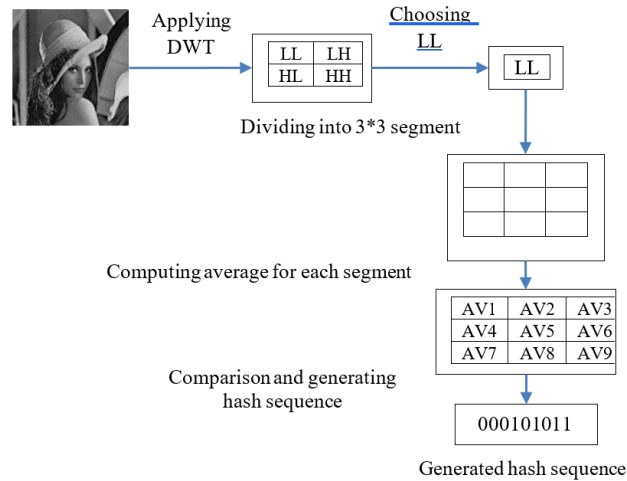 Applying
DWT
Choosing
LL
LL LH
HL HH
LL
Dividing into 3*3 segment
Computing average for each segment
AV1 AV2 AV3
AV4 AV5 AV6
AV7 AV8 AV9
Comparison and generating
hash sequence
000101011
Generated hash sequence